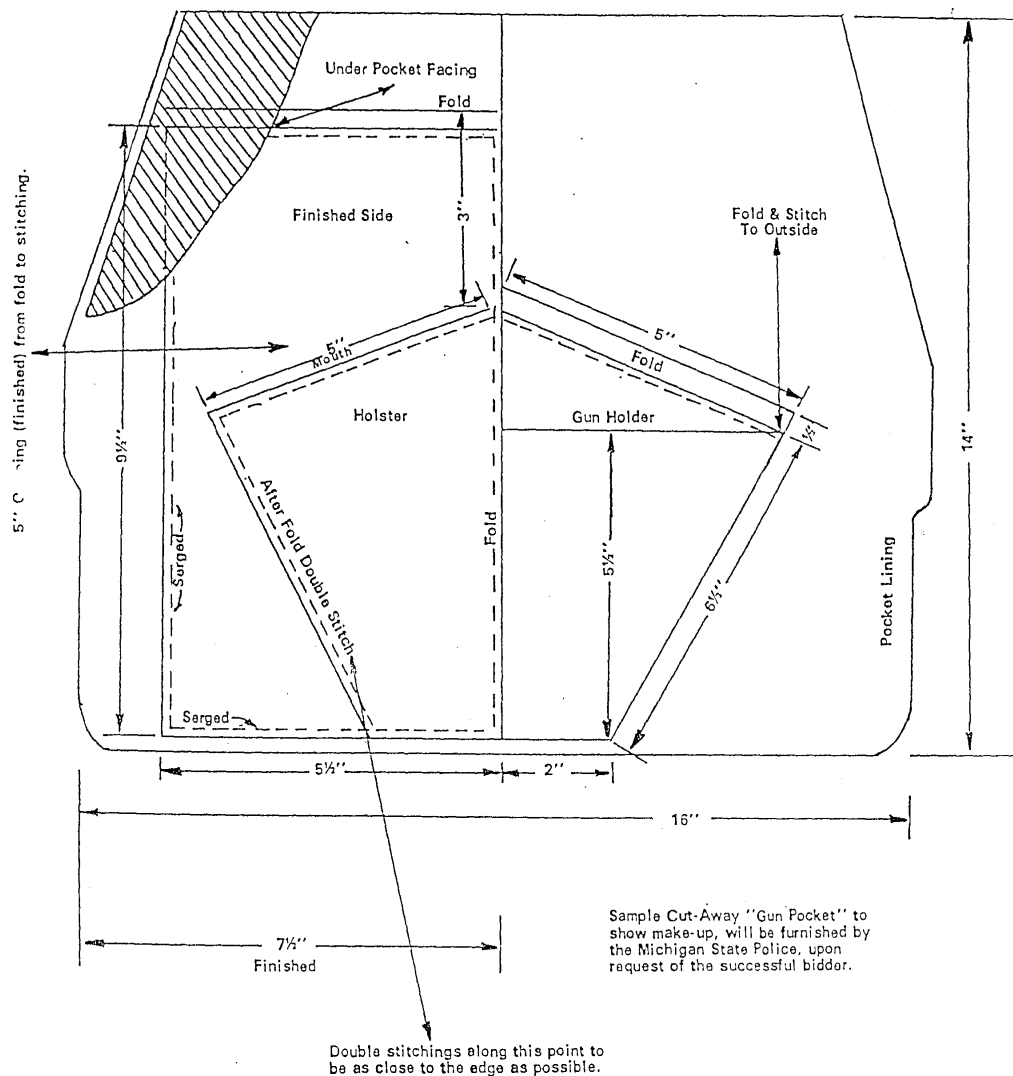 Under Pocket Facing
Fold
3''
Finished Side
Fold & Stitch
To Outside
5'' (finished) from fold to stitching.
9½''
5''
Mouth
5''
Fold
Holster
Gun Holder
½''
14''
After Fold Double Stitch
Fold
5½''
6½''
Serged
Pocket Lining
Serged
5½''
2''
16''
7½''
Finished
Sample Cut-Away "Gun Pocket" to
show make-up, will be furnished by
the Michigan State Police, upon
request of the successful bidder.
Double stitchings along this point to
be as close to the edge as possible.